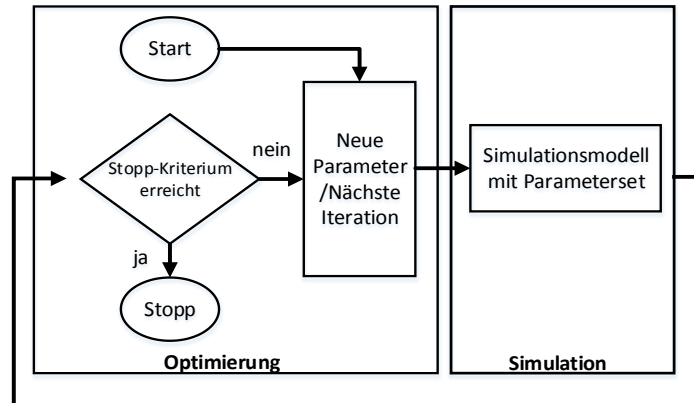 Start
Stopp-Kriterium
erreicht
nein
ja
Stopp
Neue
Parameter
/Nächste
Iteration
Optimierung
Simulationsmodell
mit Parameterset
Simulation